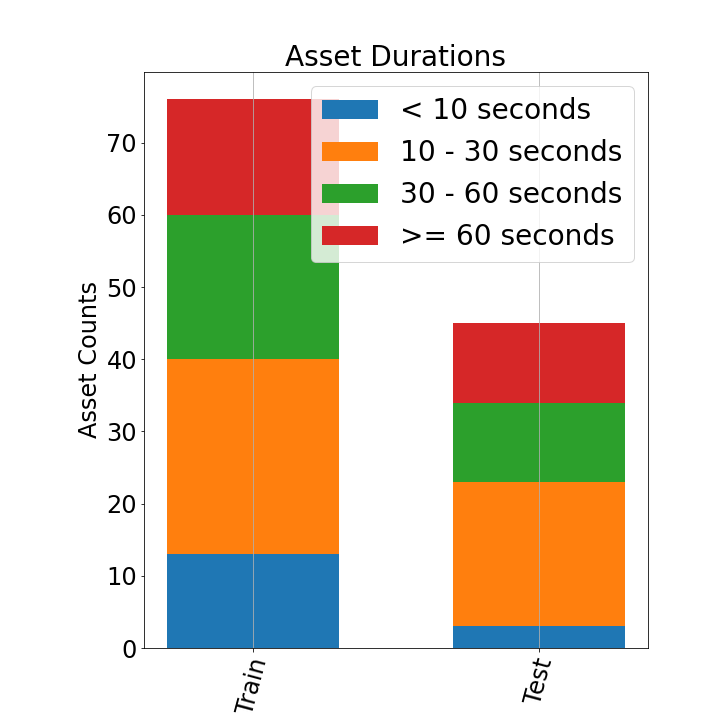 Asset Durations
< 10 seconds
10 - 30 seconds
30 - 60 seconds
>= 60 seconds
Asset Counts
70
60
50
40
30
20
10
0
Train
Test